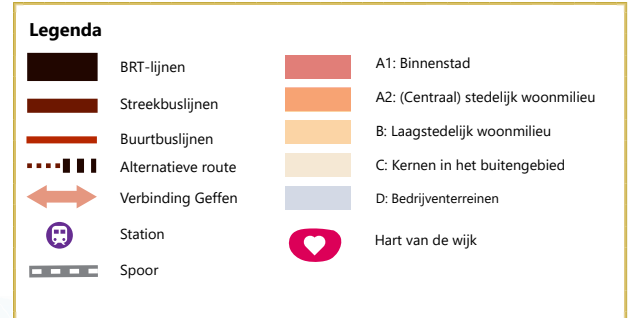 Legenda
BRT-lijnen
Streekbuslijnen
Buurtbuslijnen
Alternatieve route
Verbinding Geffen
Station
Spoor
A1: Binnenstad
A2: (Centraal) stedelijk woonmilieu
B: Laagstedelijk woonmilieu
C: Kernen in het buitengebied
D: Bedrijventerreinen
Hart van de wijk